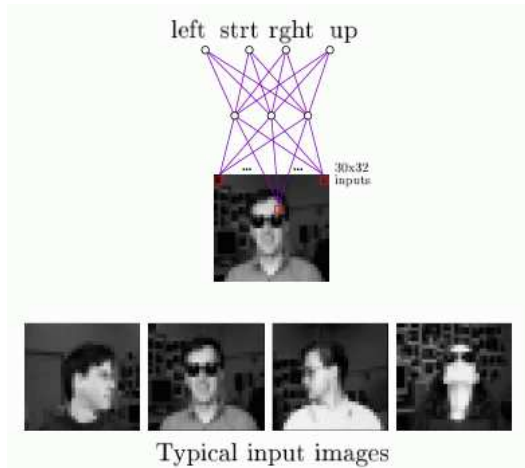 left strt rght up
... ...
30x32
inputs
Typical input images